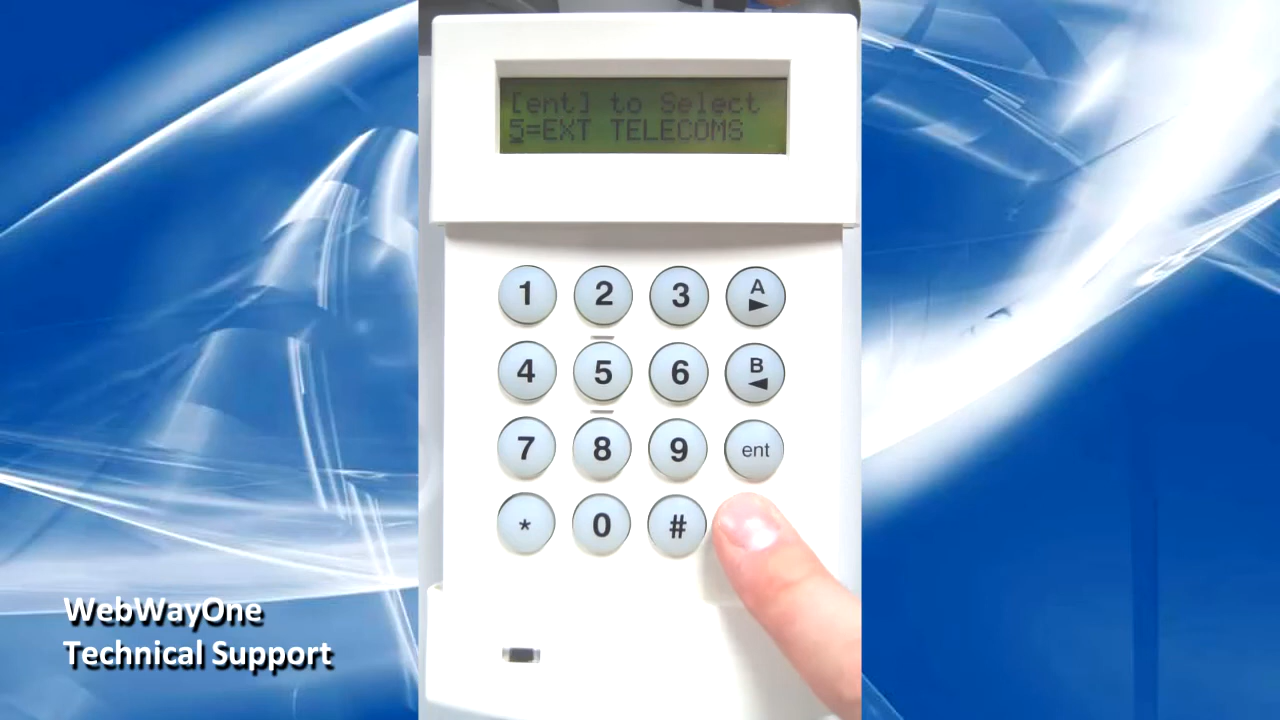 [ent] to Select
5=EXT TELECOMS
1 2 3 A
4 5 6 B
7 8 9 ent
* 0 #
WebWayOne
Technical Support